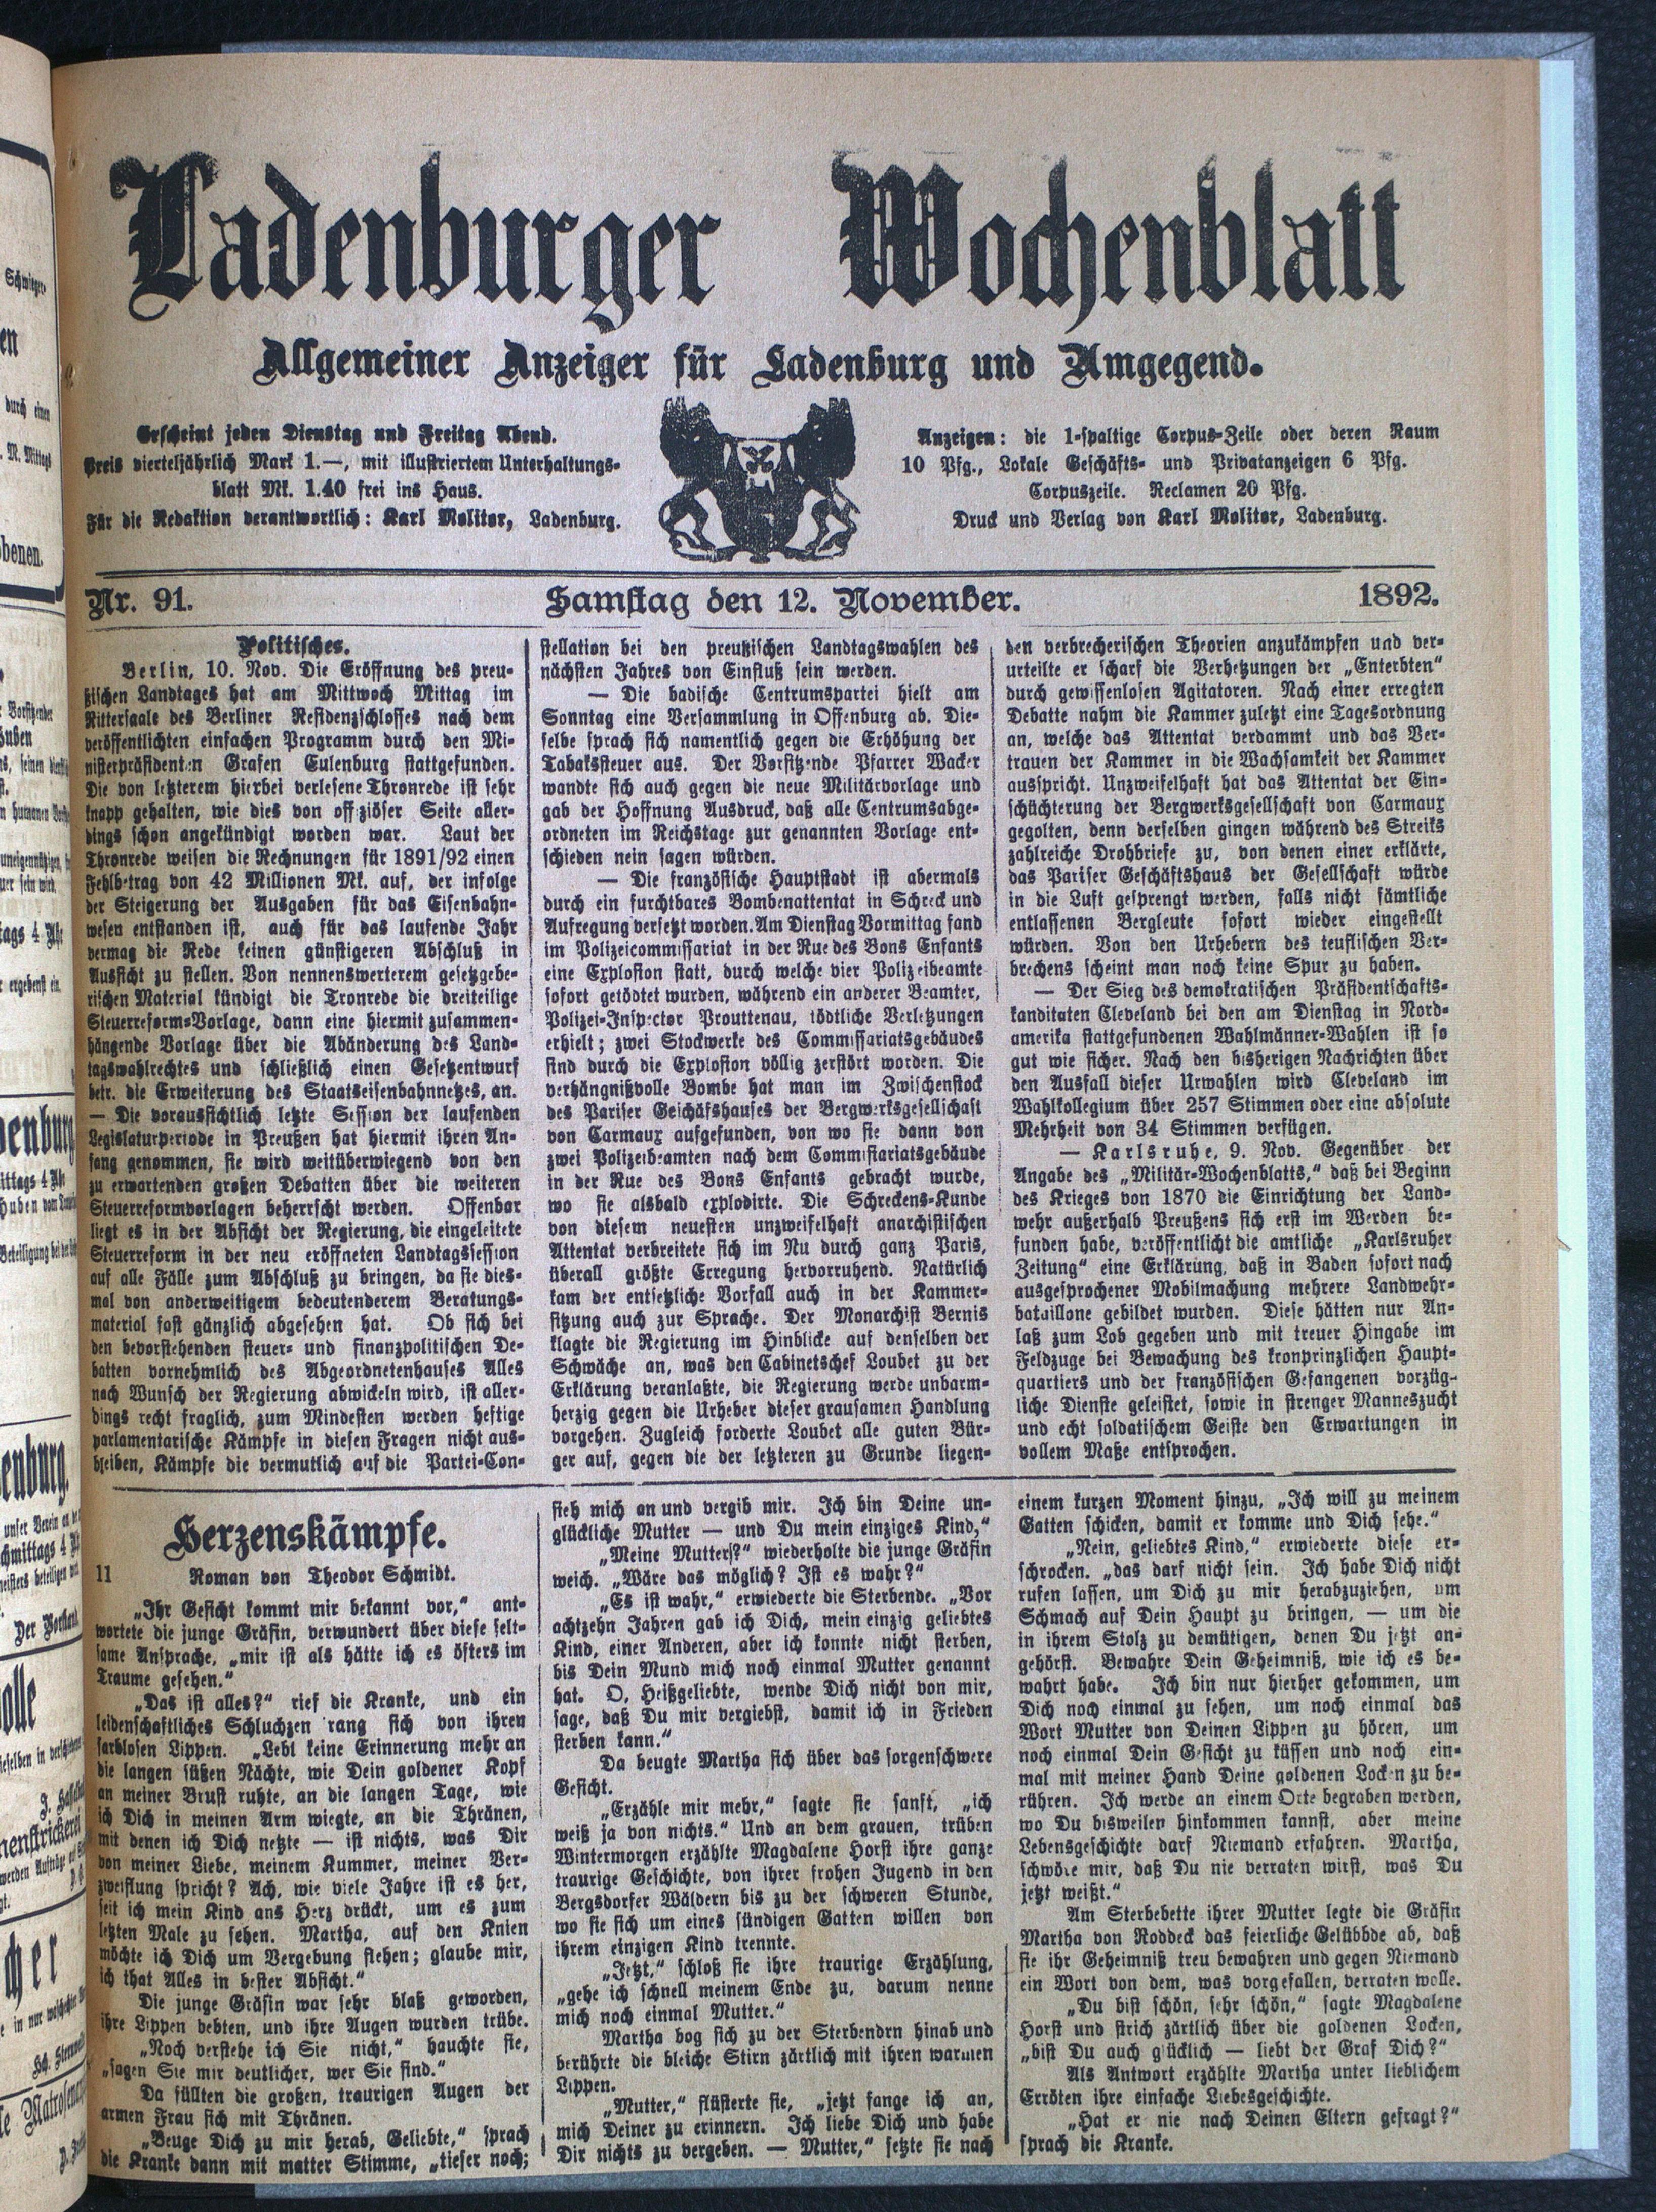 Ladenburger Wochenblatt
Allgemeiner Anzeiger für Ladenburg und Umgegend.
Erscheint jeden Dienstag und Freitag Abend.
Preis vierteljährlich Mark 1.—, mit illustriertem Unterhaltungs-
blatt Mk. 1.40 frei ins Haus.
Für die Redaktion verantwortlich: Karl Molitor, Ladenburg.
Anzeigen: die 1-spaltige Corpus-Zeile oder deren Raum
10 Pfg., Lokale Geschäfts- und Privatanzeigen 6 Pfg.
Corpuszeile. Reclamen 20 Pfg.
Druck und Verlag von Karl Molitor, Ladenburg.
Nr. 91. Samstag den 12. November. 1892.
Politisches.
Berlin, 10. Nov. Die Eröffnung des preu-
ßischen Landtages hat am Mittwoch Mittag im
Rittersaale des Berliner Residenzschlosses nach dem
veröffentlichten einfachen Programm durch den Mi-
nisterpräsidenten Grafen Eulenburg stattgefunden.
Die von letzterem hierbei verlesene Thronrede ist sehr
knapp gehalten, wie dies von offiziöser Seite aller-
dings schon angekündigt worden war. Laut der
Thronrede weisen die Rechnungen für 1891/92 einen
Fehlbetrag von 42 Millionen Mk. auf, der infolge
der Steigerung der Ausgaben für das Eisenbahn-
wesen entstanden ist, auch für das laufende Jahr
vermag die Rede keinen günstigeren Abschluß in
Aussicht zu stellen. Von nennenswerterem gesetzgebe-
rischen Material kündigt die Tronrede die dreiteilige
Steuerreform-Vorlage, dann eine hiermit zusammen-
hängende Vorlage über die Abänderung des Land-
tagswahlrechtes und schließlich einen Gesetzentwurf
betr. die Erweiterung des Staatseisenbahnnetzes, an.
— Die voraussichtlich letzte Session der laufenden
Legislaturperiode in Preußen hat hiermit ihren An-
fang genommen, sie wird weitüberwiegend von den
zu erwartenden großen Debatten über die weiteren
Steuerreformvorlagen beherrscht werden. Offenbar
liegt es in der Absicht der Regierung, die eingeleitete
Steuerreform in der neu eröffneten Landtagssession
auf alle Fälle zum Abschluß zu bringen, da sie dies-
mal von anderweitigem bedeutenderem Beratungs-
material fast gänzlich abgesehen hat. Ob sich bei
den bevorstehenden steuer- und finanzpolitischen De-
batten vornehmlich des Abgeordnetenhauses Alles
nach Wunsch der Regierung abwickeln wird, ist aller-
dings recht fraglich, zum Mindesten werden heftige
parlamentarische Kämpfe in diesen Fragen nicht aus-
bleiben, Kämpfe die vermutlich auf die Partei-Con-
stellation bei den preußischen Landtagswahlen des
nächsten Jahres von Einfluß sein werden.
— Die badische Centrumspartei hielt am
Sonntag eine Versammlung in Offenburg ab. Die-
selbe sprach sich namentlich gegen die Erhöhung der
Tabakssteuer aus. Der Vorsitzende Pfarrer Wacker
wandte sich auch gegen die neue Militärvorlage und
gab der Hoffnung Ausdruck, daß alle Centrumsabge-
ordneten im Reichstage zur genannten Vorlage ent-
schieden nein sagen würden.
— Die französische Hauptstadt ist abermals
durch ein furchtbares Bombenattentat in Schreck und
Aufregung versetzt worden. Am Dienstag Vormittag fand
im Polizeicommissariat in der Rue des Bons Enfants
eine Explosion statt, durch welche vier Polizeibeamte
sofort getödtet wurden, während ein anderer Beamter,
Polizei-Inspector Prouttenau, tödtliche Verletzungen
erhielt; zwei Stockwerke des Commissariatsgebäudes
sind durch die Explosion völlig zerstört worden. Die
verhängnißvolle Bombe hat man im Zwischenstock
des Pariser Geschäfshauses der Bergwerksgesellschaft
von Carmaux aufgefunden, von wo sie dann von
zwei Polizeibeamten nach dem Commissariatsgebäude
in der Rue des Bons Enfants gebracht wurde,
wo sie alsbald explodirte. Die Schreckens-Kunde
von diesem neuesten unzweifelhaft anarchistischen
Attentat verbreitete sich im Nu durch ganz Paris,
überall größte Erregung hervorruhend. Natürlich
kam der entsetzliche Vorfall auch in der Kammer-
sitzung auch zur Sprache. Der Monarchist Bernis
klagte die Regierung im Hinblicke auf denselben der
Schwäche an, was den Cabinetschef Loubet zu der
Erklärung veranlaßte, die Regierung werde unbarm-
herzig gegen die Urheber dieser grausamen Handlung
vorgehen. Zugleich forderte Loubet alle guten Bür-
ger auf, gegen die der letzteren zu Grunde liegen-
den verbrecherischen Theorien anzukämpfen und ver-
urteilte er scharf die Verhetzungen der „Enterbten“
durch gewissenlosen Agitatoren. Nach einer erregten
Debatte nahm die Kammer zuletzt eine Tagesordnung
an, welche das Attentat verdammt und das Ver-
trauen der Kammer in die Wachsamkeit der Kammer
ausspricht. Unzweifelhaft hat das Attentat der Ein-
schüchterung der Bergwerksgesellschaft von Carmaux
gegolten, denn derselben gingen während des Streiks
zahlreiche Drohbriefe zu, von denen einer erklärte,
das Pariser Geschäftshaus der Gesellschaft würde
in die Luft gesprengt werden, falls nicht sämtliche
entlassenen Bergleute sofort wieder eingestellt
würden. Von den Urhebern des teuflischen Ver-
brechens scheint man noch keine Spur zu haben.
— Der Sieg des demokratischen Präsidentschafts-
kanditaten Cleveland bei den am Dienstag in Nord-
amerika stattgefundenen Wahlmänner-Wahlen ist so
gut wie sicher. Nach den bisherigen Nachrichten über
den Ausfall dieser Urwahlen wird Cleveland im
Wahlkollegium über 257 Stimmen oder eine absolute
Mehrheit von 34 Stimmen verfügen.
— Karlsruhe, 9. Nov. Gegenüber der
Angabe des „Militär-Wochenblatts,“ daß bei Beginn
des Krieges von 1870 die Einrichtung der Land-
wehr außerhalb Preußens sich erst im Werden be-
funden habe, veröffentlicht die amtliche „Karlsruher
Zeitung“ eine Erklärung, daß in Baden sofort nach
ausgesprochener Mobilmachung mehrere Landwehr-
bataillone gebildet wurden. Diese hätten nur An-
laß zum Lob gegeben und mit treuer Hingabe im
Feldzuge bei Bewachung des kronprinzlichen Haupt-
quartiers und der französischen Gefangenen vorzüg-
liche Dienste geleistet, sowie in strenger Manneszucht
und echt soldatischem Geiste den Erwartungen in
vollem Maße entsprochen.
Herzenskämpfe.
11 Roman von Theodor Schmidt.
„Ihr Gesicht kommt mir bekannt vor,“ ant-
wortete die junge Gräfin, verwundert über diese selt-
same Ansprache, „mir ist als hätte ich es öfters im
Traume gesehen.“
„Das ist alles?“ rief die Kranke, und ein
leidenschaftliches Schluchzen rang sich von ihren
farblosen Lippen. „Lebt keine Erinnerung mehr an
die langen süßen Nächte, wie Dein goldener Kopf
an meiner Brust ruhte, an die langen Tage, wie
ich Dich in meinen Arm wiegte, an die Thränen,
mit denen ich Dich netzte — ist nichts, was Dir
von meiner Liebe, meinem Kummer, meiner Ver-
zweiflung spricht? Ach, wie viele Jahre ist es her,
seit ich mein Kind ans Herz drückt, um es zum
letzten Male zu sehen. Martha, auf den Knien
möchte ich Dich um Vergebung flehen; glaube mir,
ich that Alles in bester Absicht.“
Die junge Gräfin war sehr blaß geworden,
ihre Lippen bebten, und ihre Augen wurden trübe.
„Noch verstehe ich Sie nicht,“ hauchte sie,
„sagen Sie mir deutlicher, wer Sie sind.“
Da füllten die großen, traurigen Augen der
armen Frau sich mit Thränen.
„Beuge Dich zu mir herab, Geliebte,“ sprach
die Kranke dann mit matter Stimme, „tiefer noch;
sieh mich an und vergib mir. Ich bin Deine un-
glückliche Mutter — und Du mein einziges Kind,“
„Meine Mutters?“ wiederholte die junge Gräfin
weich. „Wäre das möglich? Ist es wahr?“
„Es ist wahr,“ erwiederte die Sterbende. „Vor
achtzehn Jahren gab ich Dich, mein einzig geliebtes
Kind, einer Anderen, aber ich konnte nicht sterben,
bis Dein Mund mich noch einmal Mutter genannt
hat. O, Heißgeliebte, wende Dich nicht von mir,
sage, daß Du mir vergiebst, damit ich in Frieden
sterben kann.“
Da beugte Martha sich über das sorgenschwere
Gesicht.
„Erzähle mir mehr,“ sagte sie sanft, „ich
weiß ja von nichts.“ Und an dem grauen, trüben
Wintermorgen erzählte Magdalene Horst ihre ganze
traurige Geschichte, von ihrer frohen Jugend in den
Bergsdorfer Wäldern bis zu der schweren Stunde,
wo sie sich um eines sündigen Gatten willen von
ihrem einzigen Kind trennte.
„Jetzt,“ schloß sie ihre traurige Erzählung,
„gehe ich schnell meinem Ende zu, darum nenne
mich noch einmal Mutter.“
Martha bog sich zu der Sterbendrn hinab und
berührte die bleiche Stirn zärtlich mit ihren warmen
Lippen.
„Mutter,“ flüsterte sie, „jetzt fange ich an,
mich Deiner zu erinnern. Ich liebe Dich und habe
Dir nichts zu vergeben. — Mutter,“ setzte sie nach
einem kurzen Moment hinzu, „Ich will zu meinem
Gatten schicken, damit er komme und Dich sehe.“
„Nein, geliebtes Kind,“ erwiederte diese er-
schrocken. „das darf nicht sein. Ich habe Dich nicht
rufen lassen, um Dich zu mir herabzuziehen, um
Schmach auf Dein Haupt zu bringen, — um die
in ihrem Stolz zu demütigen, denen Du jetzt an-
gehörst. Bewahre Dein Geheimniß, wie ich es be-
wahrt habe. Ich bin nur hierher gekommen, um
Dich noch einmal zu sehen, um noch einmal das
Wort Mutter von Deinen Lippen zu hören, um
noch einmal Dein Gesicht zu küssen und noch ein-
mal mit meiner Hand Deine goldenen Locken zu be-
rühren. Ich werde an einem Orte begraben werden,
wo Du bisweilen hinkommen kannst, aber meine
Lebensgeschichte darf Niemand erfahren. Martha,
schwöre mir, daß Du nie verraten wirst, was Du
jetzt weißt.“
Am Sterbebette ihrer Mutter legte die Gräfin
Martha von Roddeck das feierliche Gelübbde ab, daß
sie ihr Geheimniß treu bewahren und gegen Niemand
ein Wort von dem, was vorgefallen, verraten wolle.
„Du bist schön, sehr schön,“ sagte Magdalene
Horst und strich zärtlich über die goldenen Locken,
„bist Du auch glücklich — liebt der Graf Dich?“
Als Antwort erzählte Martha unter lieblichem
Erröten ihre einfache Liebesgeschichte.
„Hat er nie nach Deinen Eltern gefragt?“
sprach die Kranke.